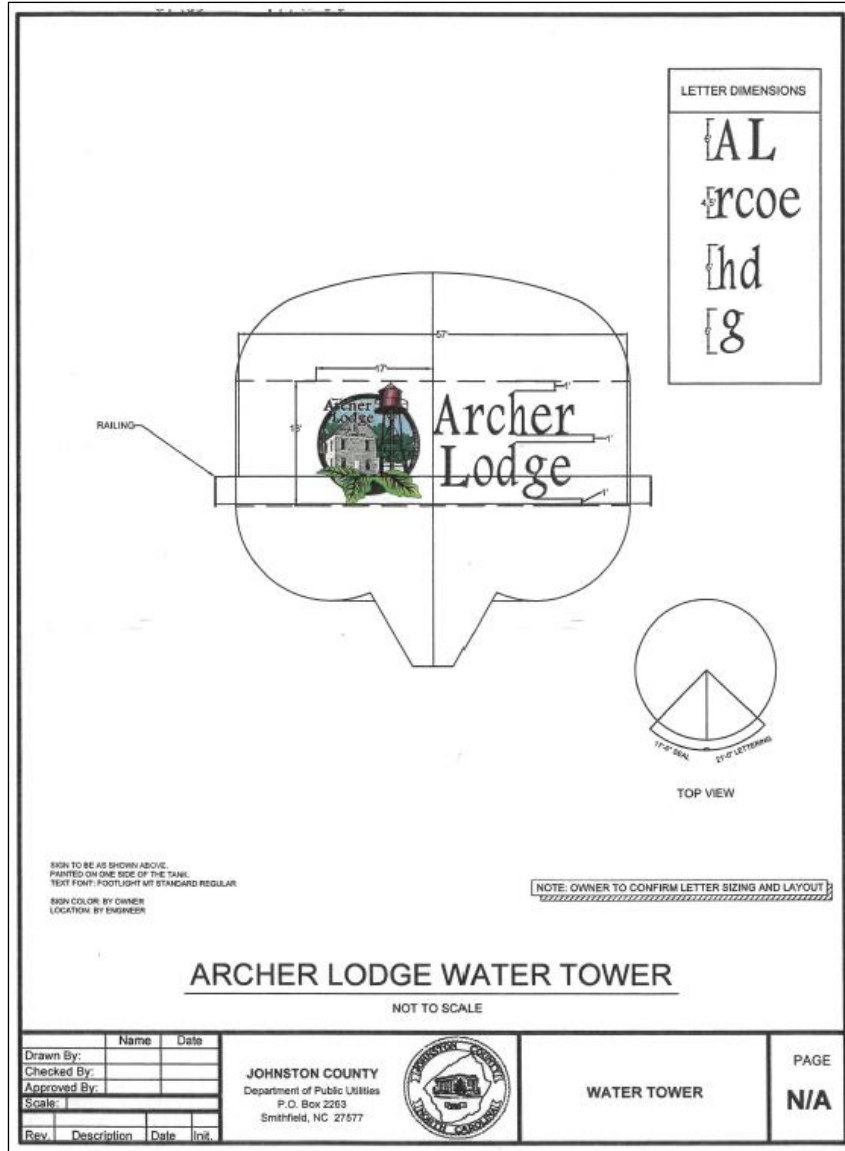 LETTER DIMENSIONS
6'
AL
4.5'
rcoe
6'
hd
6'
g
57'
17'
1'
Archer
Lodge
Archer
RAILING
1'
Lodge
1'
17'-0" SEAL
21'-0" LETTERING
TOP VIEW
SIGN TO BE AS SHOWN ABOVE.
PAINTED ON ONE SIDE OF THE TANK.
TEXT FONT: FOOTLIGHT MT STANDARD REGULAR
SIGN COLOR: BY OWNER
LOCATION: BY ENGINEER
NOTE: OWNER TO CONFIRM LETTER SIZING AND LAYOUT
ARCHER LODGE WATER TOWER
NOT TO SCALE
Name Date
Drawn By:
Checked By:
Approved By:
Scale:
Rev. Description Date Init.
JOHNSTON COUNTY
Department of Public Utilities
P.O. Box 2263
Smithfield, NC 27577
JOHNSTON COUNTY
NORTH CAROLINA
WATER TOWER
PAGE
N/A